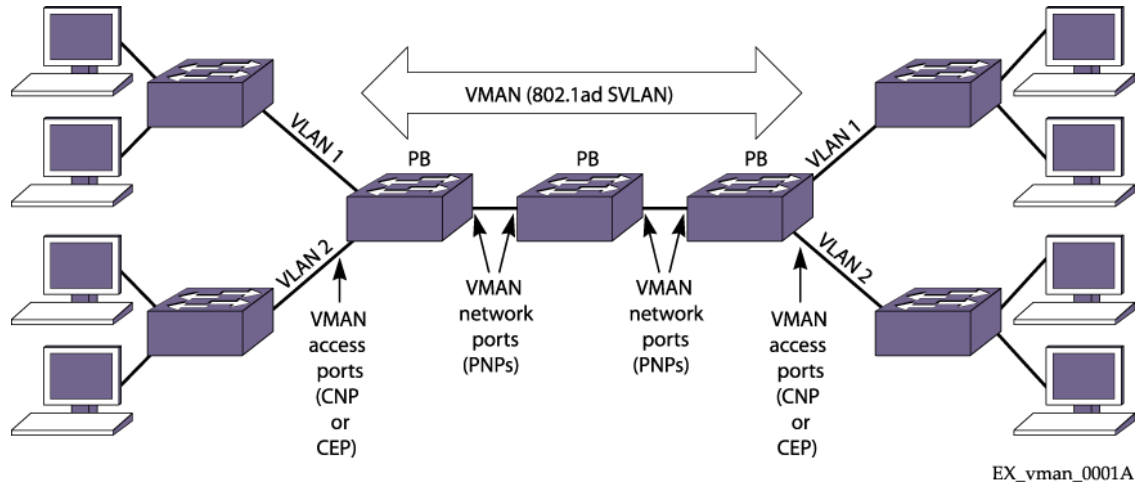 VMAN (802.1ad SVLAN)
VLAN 1
PB
PB
PB
VLAN 1
VLAN 2
VLAN 2
VMAN
access
ports
(CNP
or
CEP)
VMAN
network
ports
(PNPs)
VMAN
network
ports
(PNPs)
VMAN
access
ports
(CNP
or
CEP)
EX_vman_0001A